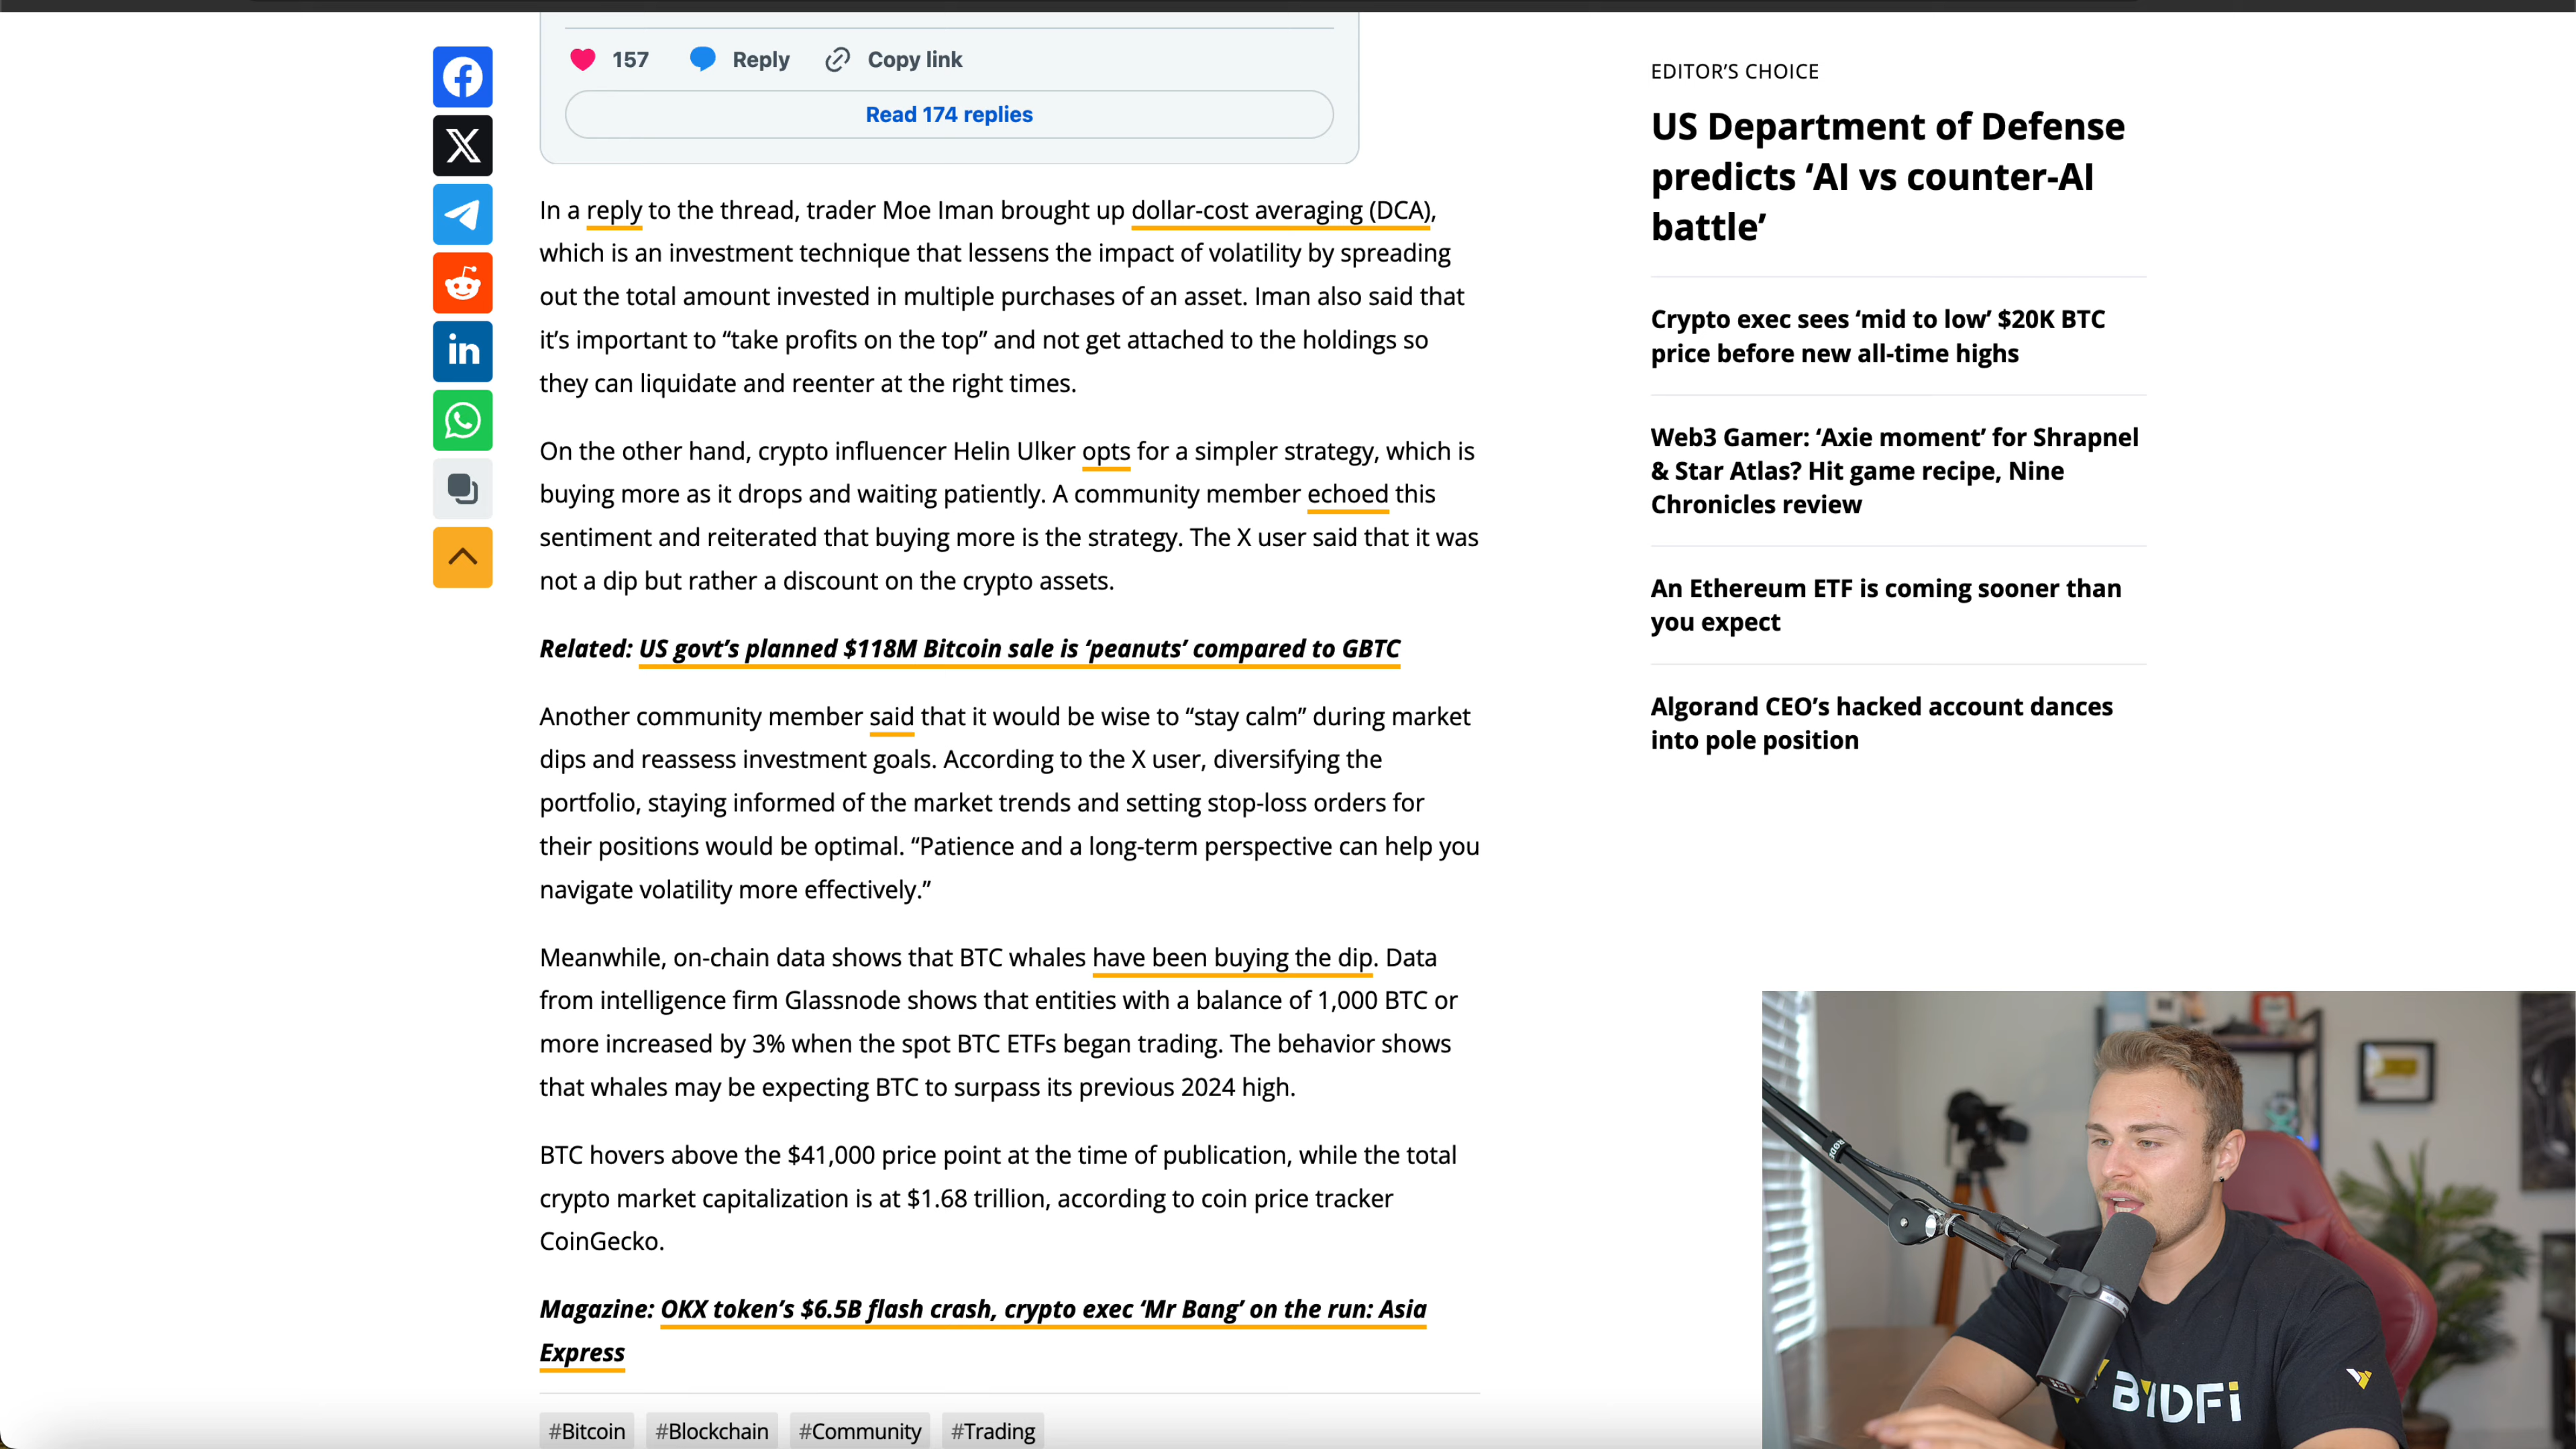 157 Reply Copy link
Read 174 replies
In a reply to the thread, trader Moe Iman brought up dollar-cost averaging (DCA),
which is an investment technique that lessens the impact of volatility by spreading
out the total amount invested in multiple purchases of an asset. Iman also said that
it’s important to “take profits on the top” and not get attached to the holdings so
they can liquidate and reenter at the right times.
On the other hand, crypto influencer Helin Ulker opts for a simpler strategy, which is
buying more as it drops and waiting patiently. A community member echoed this
sentiment and reiterated that buying more is the strategy. The X user said that it was
not a dip but rather a discount on the crypto assets.
Related: US govt’s planned $118M Bitcoin sale is ‘peanuts’ compared to GBTC
Another community member said that it would be wise to “stay calm” during market
dips and reassess investment goals. According to the X user, diversifying the
portfolio, staying informed of the market trends and setting stop-loss orders for
their positions would be optimal. “Patience and a long-term perspective can help you
navigate volatility more effectively.”
Meanwhile, on-chain data shows that BTC whales have been buying the dip. Data
from intelligence firm Glassnode shows that entities with a balance of 1,000 BTC or
more increased by 3% when the spot BTC ETFs began trading. The behavior shows
that whales may be expecting BTC to surpass its previous 2024 high.
BTC hovers above the $41,000 price point at the time of publication, while the total
crypto market capitalization is at $1.68 trillion, according to coin price tracker
CoinGecko.
Magazine: OKX token’s $6.5B flash crash, crypto exec ‘Mr Bang’ on the run: Asia
Express
#Bitcoin #Blockchain #Community #Trading
EDITOR’S CHOICE
US Department of Defense
predicts ‘AI vs counter-AI
battle’
Crypto exec sees ‘mid to low’ $20K BTC
price before new all-time highs
Web3 Gamer: ‘Axie moment’ for Shrapnel
& Star Atlas? Hit game recipe, Nine
Chronicles review
An Ethereum ETF is coming sooner than
you expect
Algorand CEO’s hacked account dances
into pole position
BYDFi